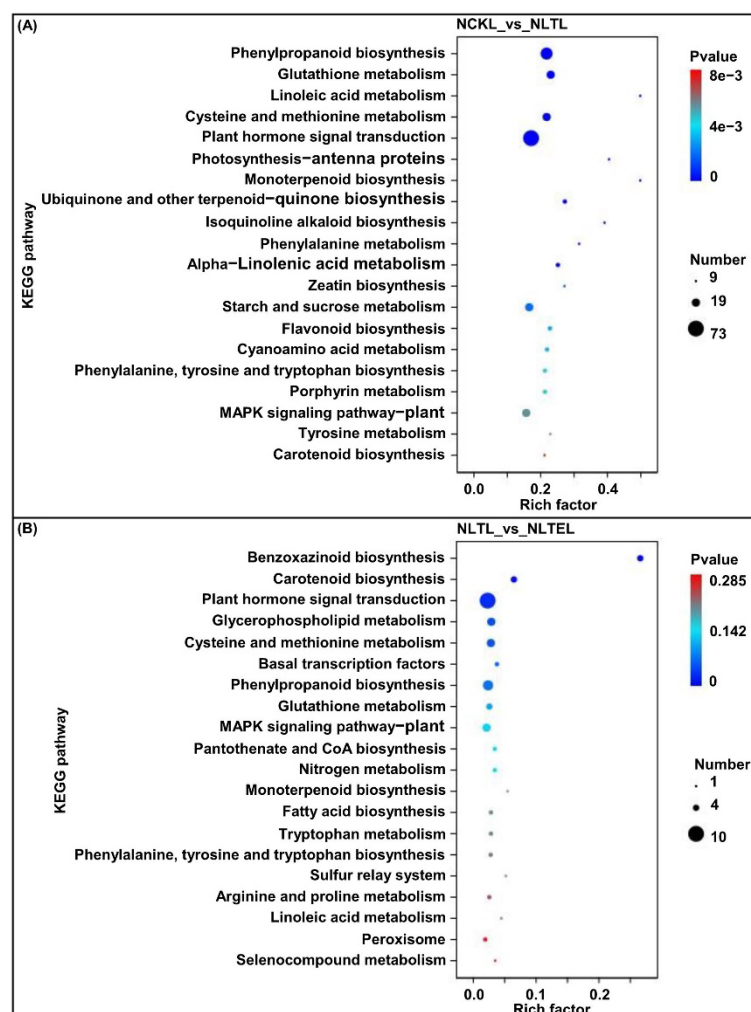 (A)
NCKL_vs_NLTL
Phenylpropanoid biosynthesis
Glutathione metabolism
Linoleic acid metabolism
Cysteine and methionine metabolism
Plant hormone signal transduction
Photosynthesis−antenna proteins
Monoterpenoid biosynthesis
Ubiquinone and other terpenoid−quinone biosynthesis
Isoquinoline alkaloid biosynthesis
Phenylalanine metabolism
Alpha−Linolenic acid metabolism
Zeatin biosynthesis
Starch and sucrose metabolism
Flavonoid biosynthesis
Cyanoamino acid metabolism
Phenylalanine, tyrosine and tryptophan biosynthesis
Porphyrin metabolism
MAPK signaling pathway−plant
Tyrosine metabolism
Carotenoid biosynthesis
KEGG pathway
0.0 0.2 0.4
Rich factor
Pvalue
8e−3
4e−3
0
Number
9
19
73
(B)
NLTL_vs_NLTEL
Benzoxazinoid biosynthesis
Carotenoid biosynthesis
Plant hormone signal transduction
Glycerophospholipid metabolism
Cysteine and methionine metabolism
Basal transcription factors
Phenylpropanoid biosynthesis
Glutathione metabolism
MAPK signaling pathway−plant
Pantothenate and CoA biosynthesis
Nitrogen metabolism
Monoterpenoid biosynthesis
Fatty acid biosynthesis
Tryptophan metabolism
Phenylalanine, tyrosine and tryptophan biosynthesis
Sulfur relay system
Arginine and proline metabolism
Linoleic acid metabolism
Peroxisome
Selenocompound metabolism
KEGG pathway
0.0 0.1 0.2
Rich factor
Pvalue
0.285
0.142
0
Number
1
4
10